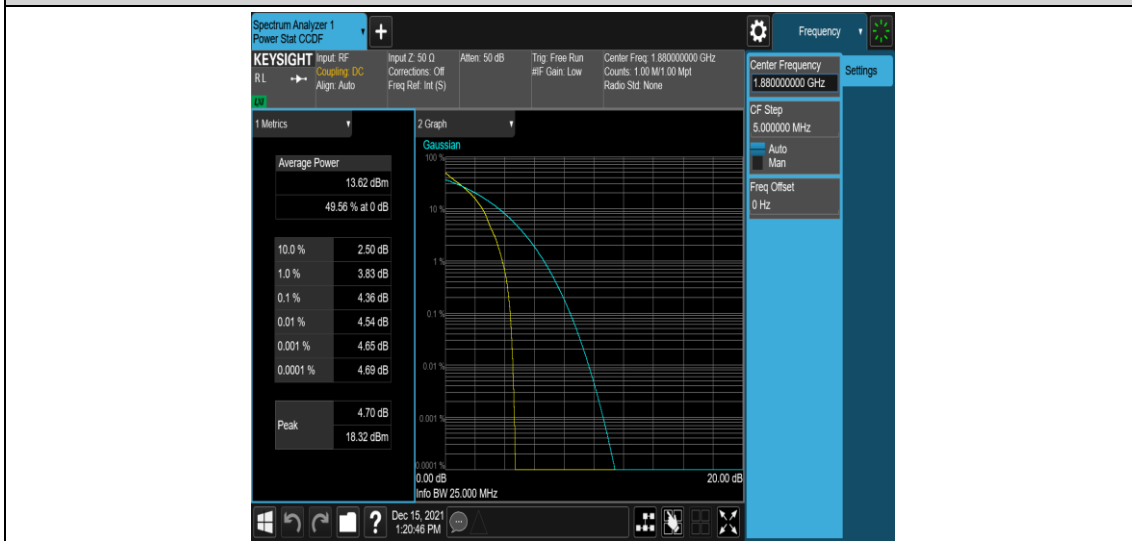 Spectrum Analyzer 1
Power Stat CCDF
+
Frequency
KEYSIGHT
RL
LXI
Input: RF
Coupling: DC
Align: Auto
Input Z: 50 Ω
Corrections: Off
Freq Ref: Int (S)
Atten: 50 dB
Trig: Free Run
#IF Gain: Low
Center Freq: 1.880000000 GHz
Counts: 1.00 M/1.00 Mpt
Radio Std: None
Center Frequency
1.880000000 GHz
Settings
CF Step
5.000000 MHz
Auto
Man
Freq Offset
0 Hz
1 Metrics
Average Power
13.62 dBm
49.56 % at 0 dB
10.0 % 2.50 dB
1.0 % 3.83 dB
0.1 % 4.36 dB
0.01 % 4.54 dB
0.001 % 4.65 dB
0.0001 % 4.69 dB
Peak
4.70 dB
18.32 dBm
2 Graph
Gaussian
100 %
10 %
1 %
0.1 %
0.01 %
0.001 %
0.0001 %
0.00 dB 20.00 dB
Info BW 25.000 MHz
?
Dec 15, 2021
1:20:46 PM